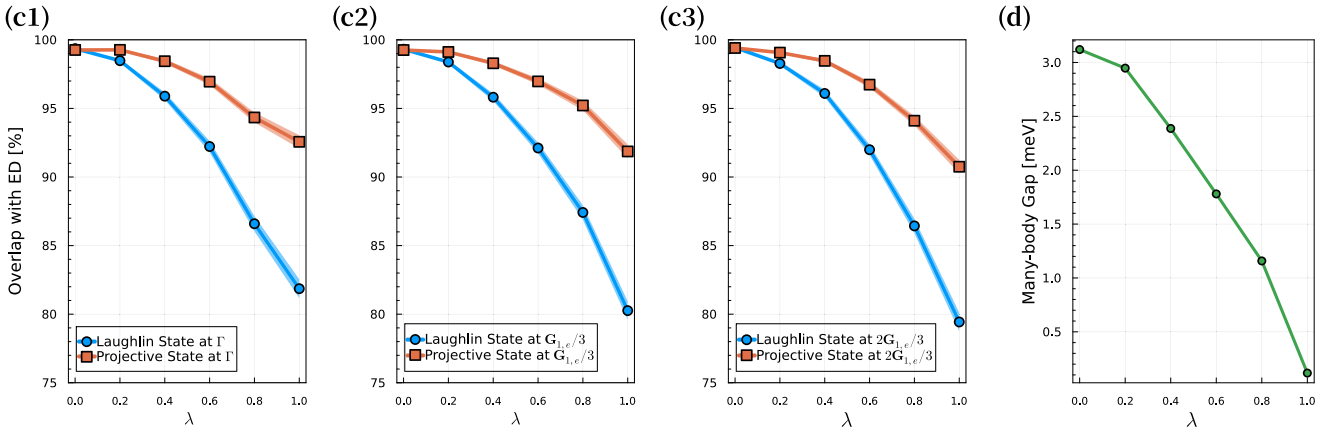 (c1)
100
95
90
85
80
75
Overlap with ED [%]
Laughlin State at Γ
Projective State at Γ
0.0 0.2 0.4 0.6 0.8 1.0
λ
(c2)
100
95
90
85
80
75
Laughlin State at G₁,ₑ/3
Projective State at G₁,ₑ/3
0.0 0.2 0.4 0.6 0.8 1.0
λ
(c3)
100
95
90
85
80
75
Laughlin State at 2G₁,ₑ/3
Projective State at 2G₁,ₑ/3
0.0 0.2 0.4 0.6 0.8 1.0
λ
(d)
3.0
2.5
2.0
1.5
1.0
0.5
Many-body Gap [meV]
0.0 0.2 0.4 0.6 0.8 1.0
λ